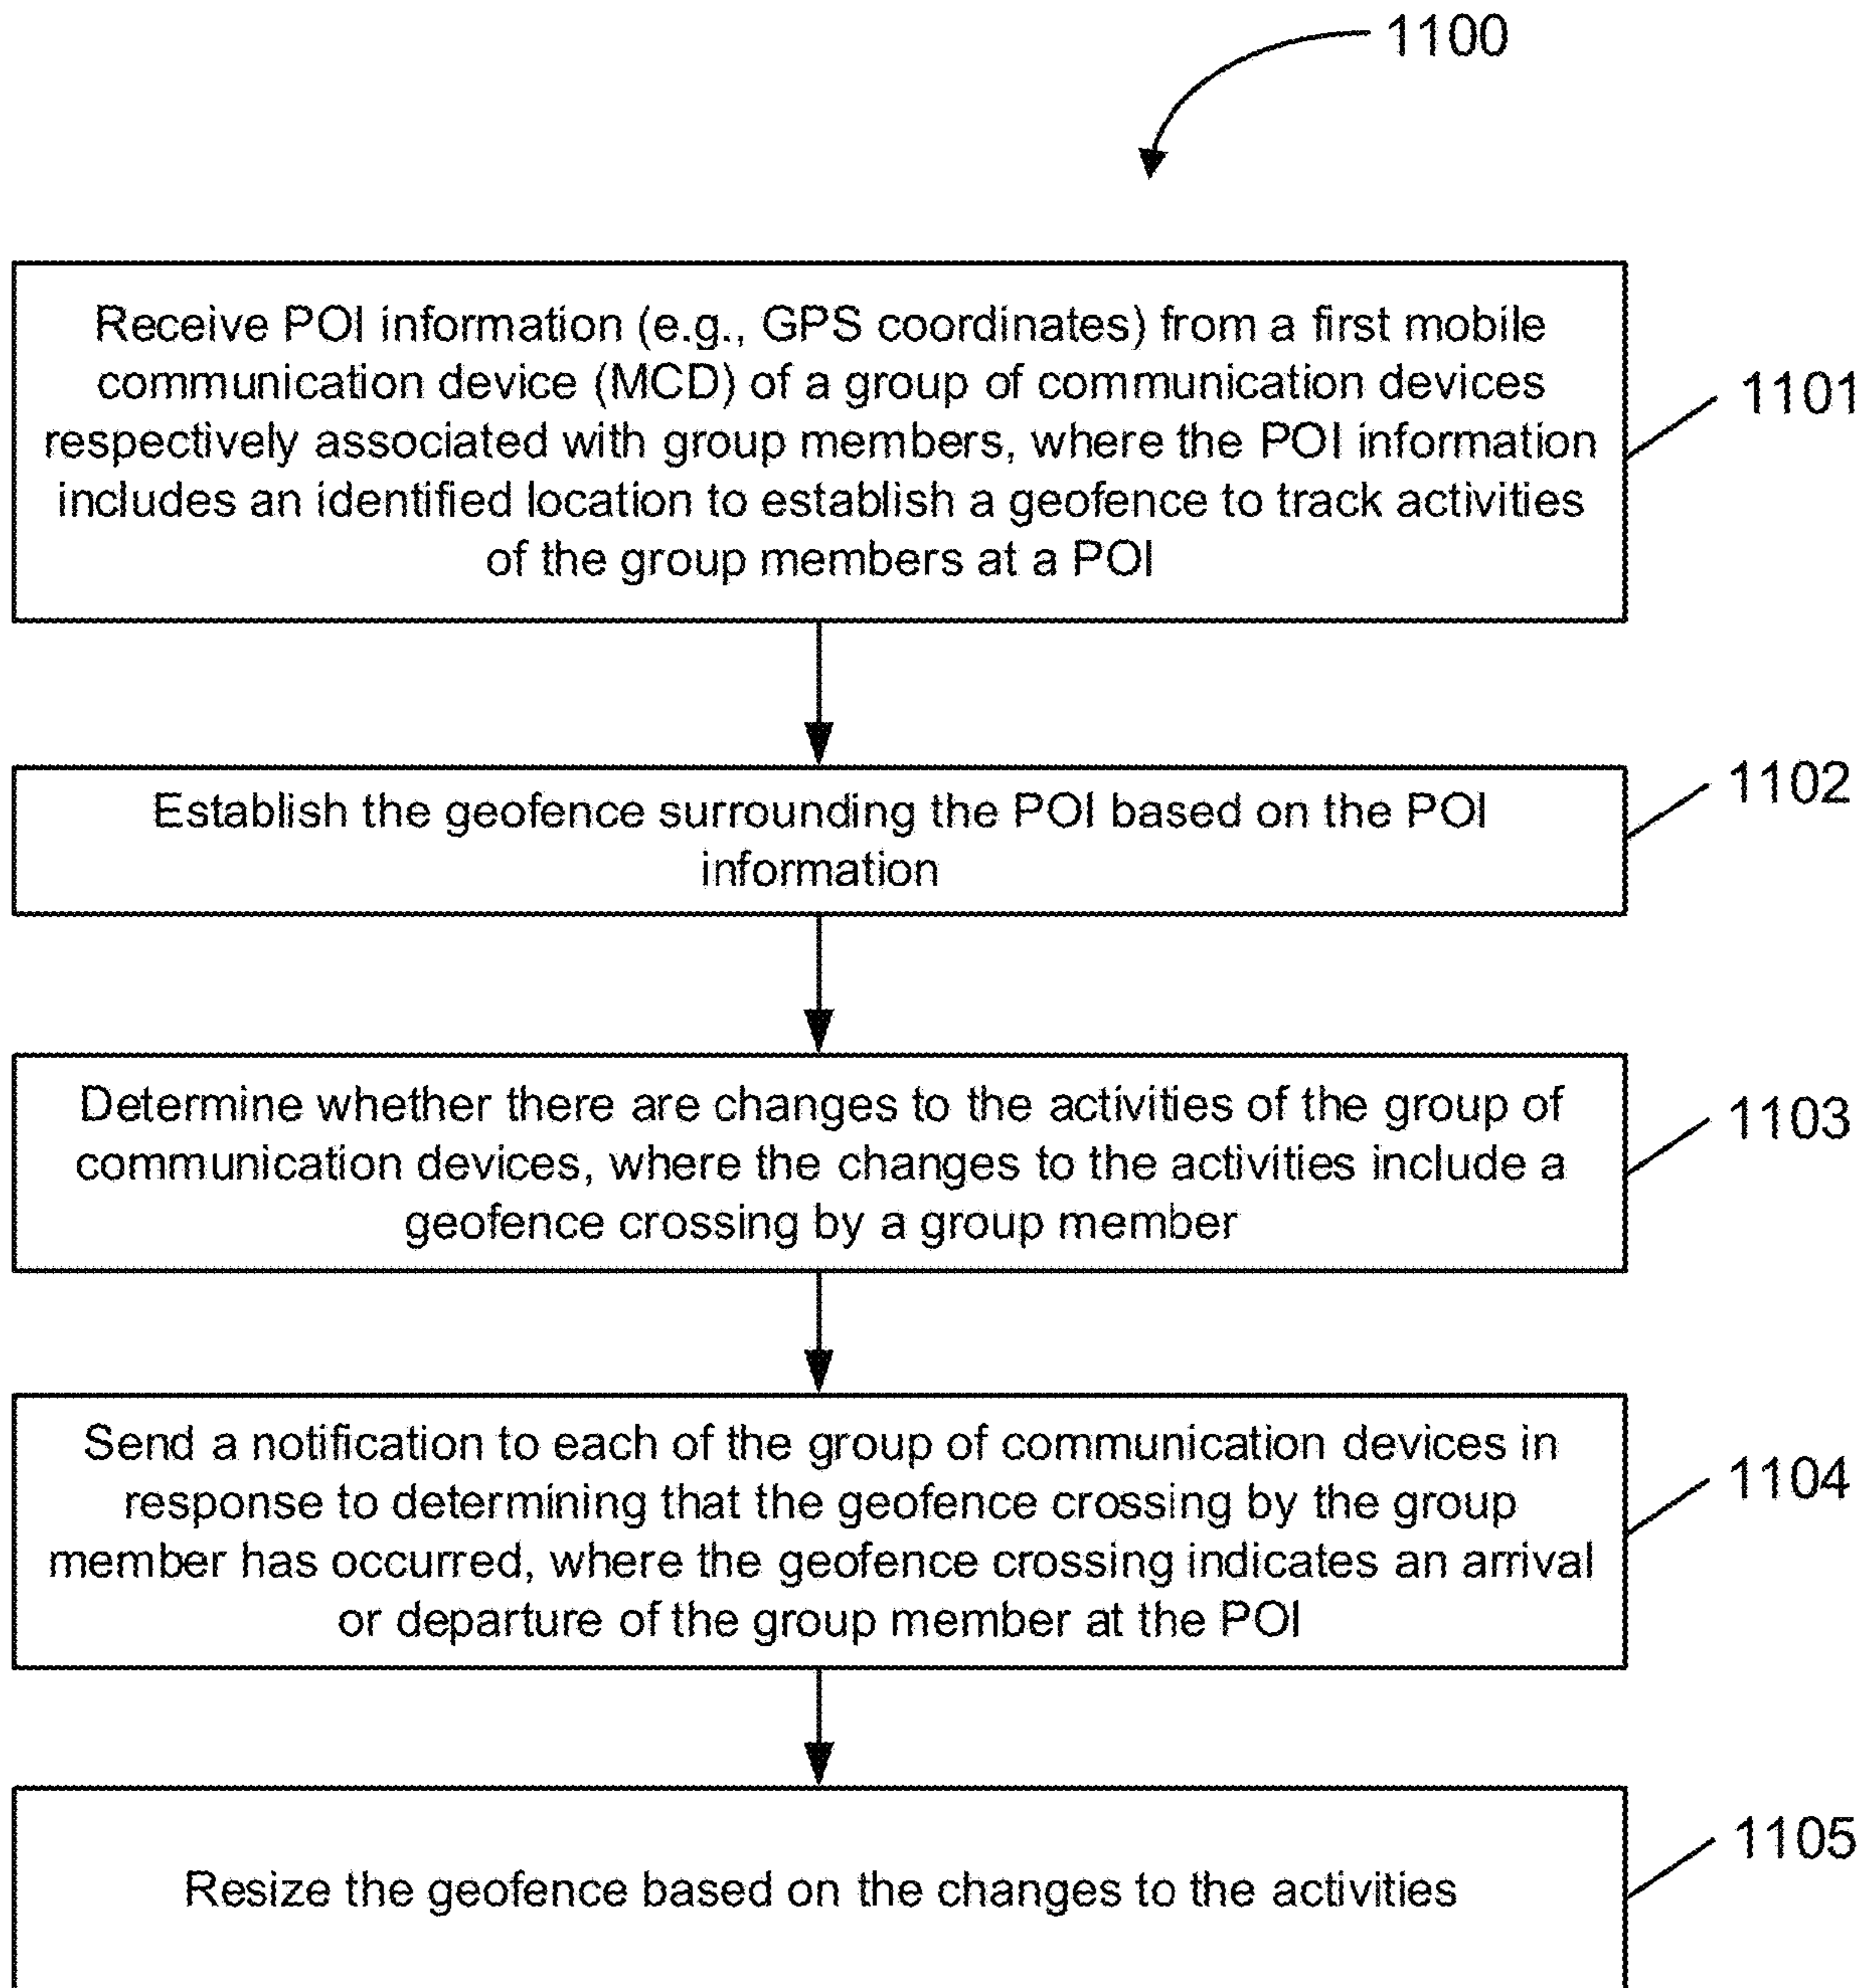 1100
Receive POI information (e.g., GPS coordinates) from a first mobile
communication device (MCD) of a group of communication devices
respectively associated with group members, where the POI information
includes an identified location to establish a geofence to track activities
of the group members at a POI
1101
Establish the geofence surrounding the POI based on the POI
information
1102
Determine whether there are changes to the activities of the group of
communication devices, where the changes to the activities include a
geofence crossing by a group member
1103
Send a notification to each of the group of communication devices in
response to determining that the geofence crossing by the group
member has occurred, where the geofence crossing indicates an arrival
or departure of the group member at the POI
1104
Resize the geofence based on the changes to the activities
1105